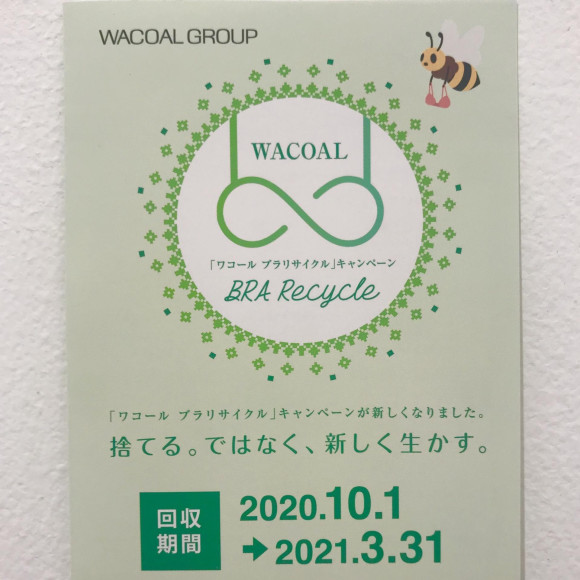 WACOAL GROUP
WACOAL
「ワコール ブラリサイクル」キャンペーン
BRA Recycle
「ワコール ブラリサイクル」キャンペーンが新しくなりました。
捨てる。ではなく、新しく生かす。
回収
期間
2020.10.1
➔ 2021.3.31